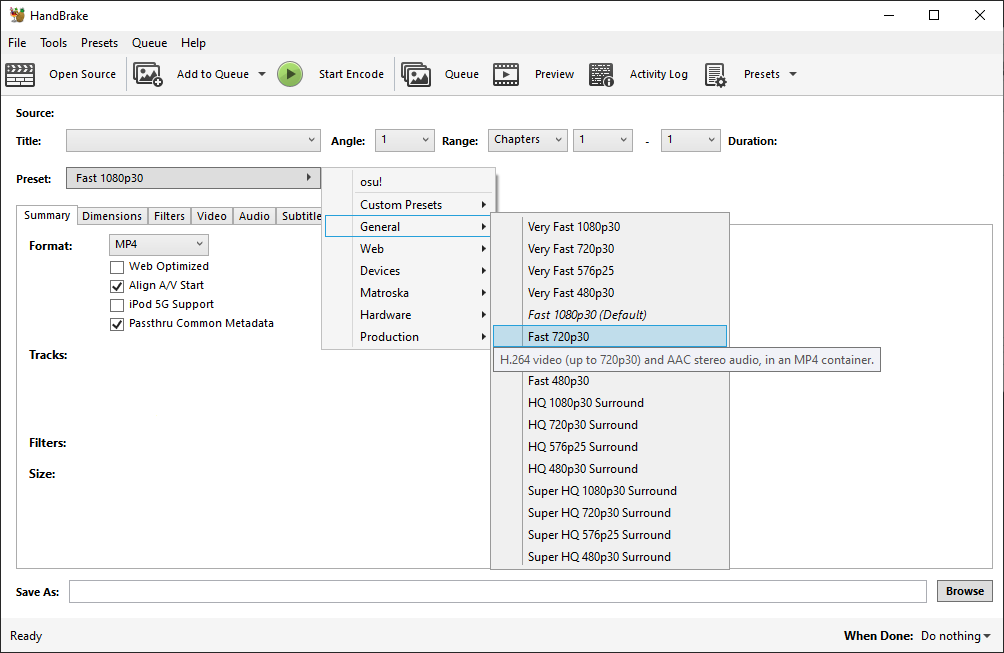 HandBrake
File Tools Presets Queue Help
Open Source Add to Queue Start Encode Queue Preview Activity Log Presets
Source:
Title: Angle: 1 Range: Chapters 1 - 1 Duration:
Preset: Fast 1080p30
osu!
Custom Presets
General
Web
Devices
Matroska
Hardware
Production
Very Fast 1080p30
Very Fast 720p30
Very Fast 576p25
Very Fast 480p30
Fast 1080p30 (Default)
Fast 720p30
H.264 video (up to 720p30) and AAC stereo audio, in an MP4 container.
Fast 480p30
HQ 1080p30 Surround
HQ 720p30 Surround
HQ 576p25 Surround
HQ 480p30 Surround
Super HQ 1080p30 Surround
Super HQ 720p30 Surround
Super HQ 576p25 Surround
Super HQ 480p30 Surround
Summary Dimensions Filters Video Audio Subtitle
Format: MP4
Web Optimized
Align A/V Start
iPod 5G Support
Passthru Common Metadata
Tracks:
Filters:
Size:
Save As: Browse
Ready When Done: Do nothing